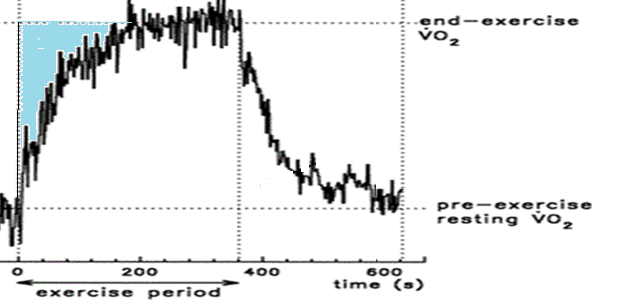 end-exercise
V̇O₂
pre-exercise
resting V̇O₂
0 200 400 600
time (s)
exercise period